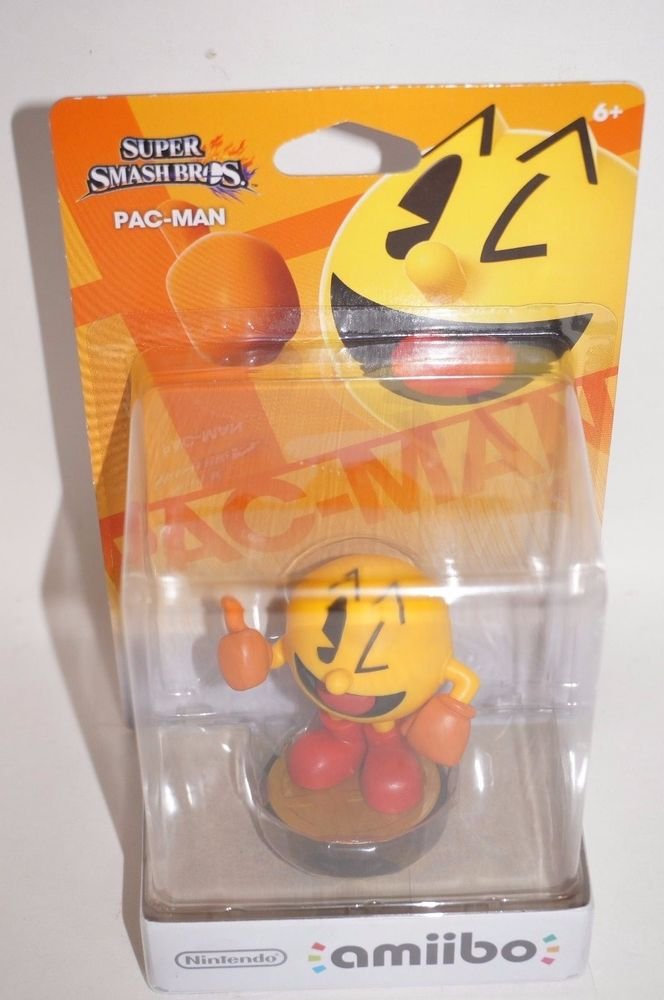 6+
SUPER
SMASH BROS.
PAC-MAN
PAC-MAN
Nintendo
amiibo